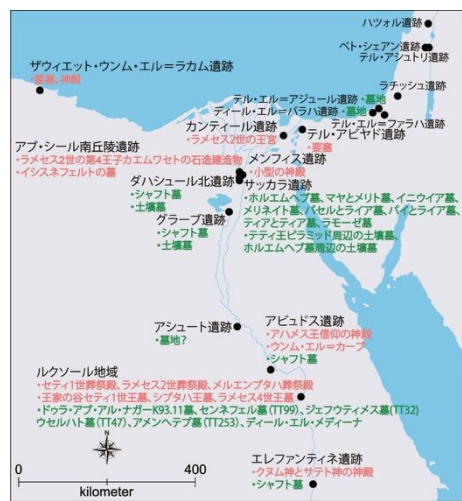 ハツォル遺跡
ザウィエット・ウンム・エル＝ラカム遺跡
・要塞、神殿
ベト・シェアン遺跡
テル・アシュトリ遺跡
ラチッシュ遺跡
テル・エル＝アジュール遺跡・墓地
ディール・エル＝バラハ遺跡・墓地
テル・エル＝ファラハ遺跡
カンティール遺跡
・ラメセス2世の王宮
テル・アビヤド遺跡
・要塞
アブ・シール南丘陵遺跡
・ラメセス2世の第4王子カエムワセトの石造建造物
・イシスネフェルトの墓
メンフィス遺跡
・小型の神殿
ダハシュール北遺跡
・シャフト墓
・土壙墓
サッカラ遺跡
・ホルエムヘブ墓、マヤとメリト墓、イニウイア墓、
メリネイト墓、パセルとライア墓、パイとライア墓、
ティアとティア墓、ラモーゼ墓
・テティ王ピラミッド周辺の土壙墓、
ホルエムヘブ墓周辺の土壙墓
グラーブ遺跡
・シャフト墓
・土壙墓
アシュート遺跡
・墓地？
アビュドス遺跡
・アハメス王信仰の神殿
・ウンム・エル＝カーブ
・シャフト墓
ルクソール地域
・セティ1世葬祭殿、ラメセス2世葬祭殿、メルエンプタハ葬祭殿
・王家の谷セティ1世王墓、シプタハ王墓、ラメセス4世王墓
・ドゥラ・アブ・アル・ナガーK93.11墓、センネフェル墓（TT99）、ジェフウティメス墓（TT32）
ウセルハト墓（TT47）、アメンヘテプ墓（TT253）、ディール・エル・メディーナ
エレファンティネ遺跡
・クヌム神とサテト神の神殿
・シャフト墓
N
0 400
kilometer